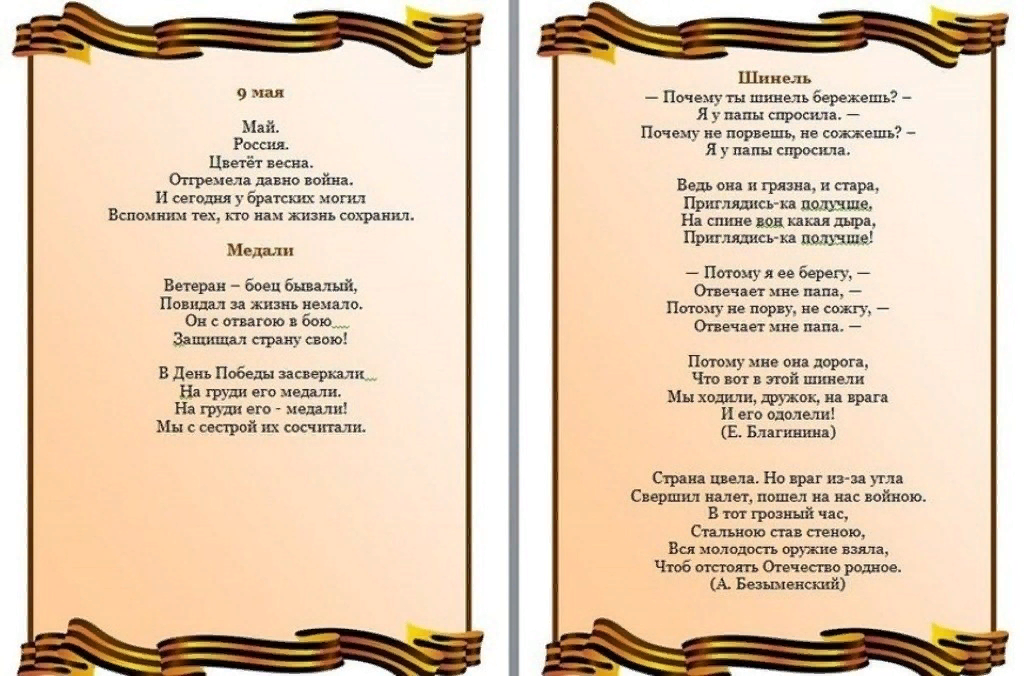 9 мая
Май.
Россия.
Цветёт весна.
Отгремела давно война.
И сегодня у братских могил
Вспомним тех, кто нам жизнь сохранил.
Медали
Ветеран – боец бывалый,
Повидал за жизнь немало.
Он с отвагою в бою
Защищал страну свою!
В День Победы засверкали
На груди его медали.
На груди его - медали!
Мы с сестрой их сосчитали.
Шинель
— Почему ты шинель бережешь? –
Я у папы спросила. —
Почему не порвешь, не сожжешь? –
Я у папы спросила.
Ведь она и грязна, и стара,
Приглядись-ка получше,
На спине вон какая дыра,
Приглядись-ка получше!
— Потому я ее берегу, —
Отвечает мне папа, —
Потому не порву, не сожгу, —
Отвечает мне папа. —
Потому мне она дорога,
Что вот в этой шинели
Мы ходили, дружок, на врага
И его одолели!
(Е. Благинина)
Страна цвела. Но враг из-за угла
Свершил налет, пошел на нас войною.
В тот грозный час,
Стальною став стеною,
Вся молодость оружие взяла,
Чтоб отстоять Отечество родное.
(А. Безыменский)